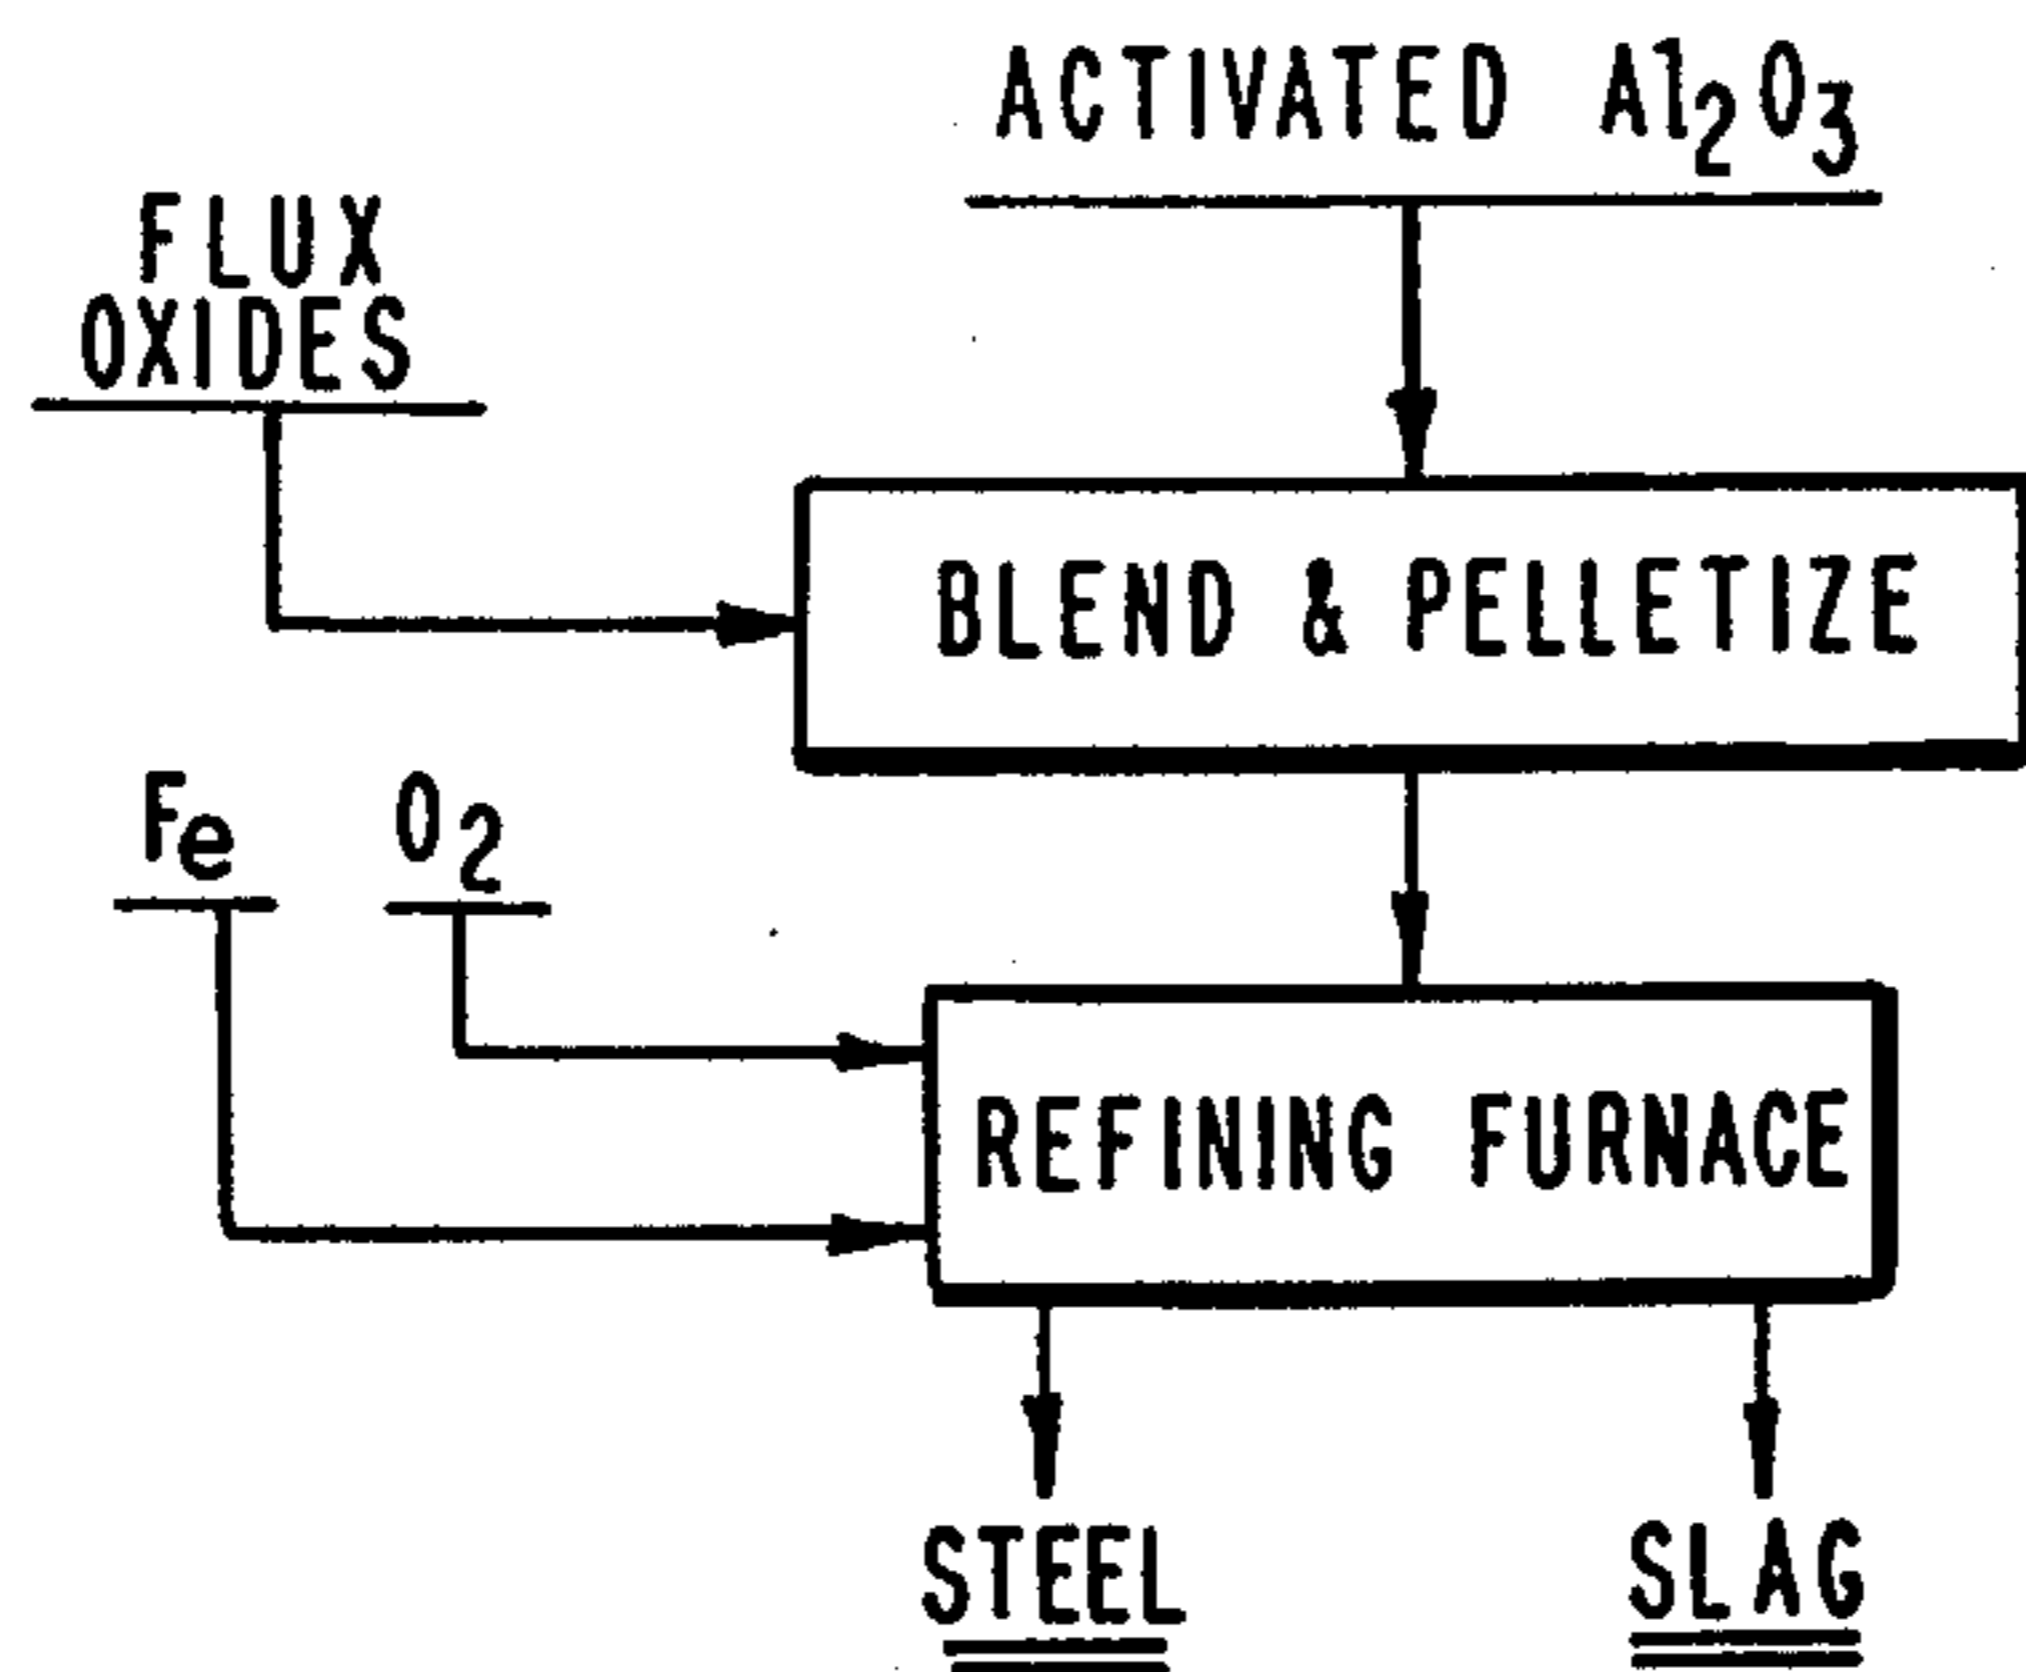 ACTIVATED Al₂O₃
FLUX
OXIDES
BLEND & PELLETIZE
Fe O₂
REFINING FURNACE
STEEL SLAG